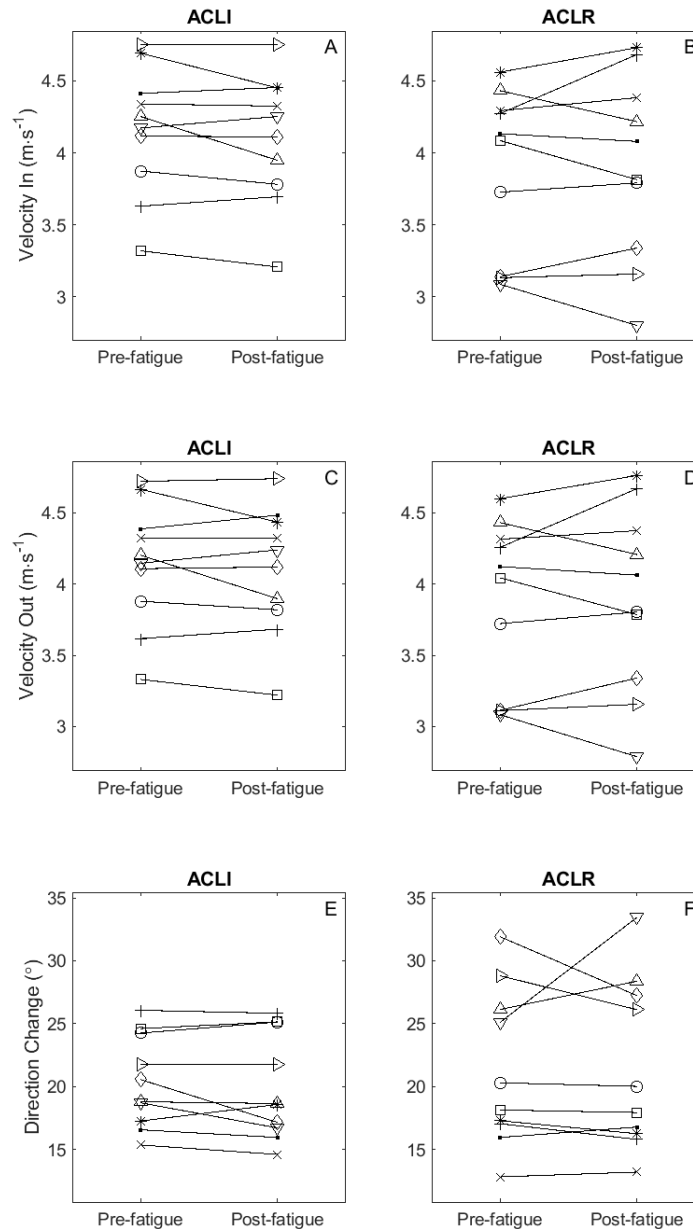 ACLI
ACLR
A
B
Velocity In (m·s⁻¹)
4.5
4
3.5
3
4.5
4
3.5
3
Pre-fatigue
Post-fatigue
Pre-fatigue
Post-fatigue
ACLI
ACLR
C
D
Velocity Out (m·s⁻¹)
4.5
4
3.5
3
4.5
4
3.5
3
Pre-fatigue
Post-fatigue
Pre-fatigue
Post-fatigue
ACLI
ACLR
E
F
Direction Change (°)
35
30
25
20
15
35
30
25
20
15
Pre-fatigue
Post-fatigue
Pre-fatigue
Post-fatigue